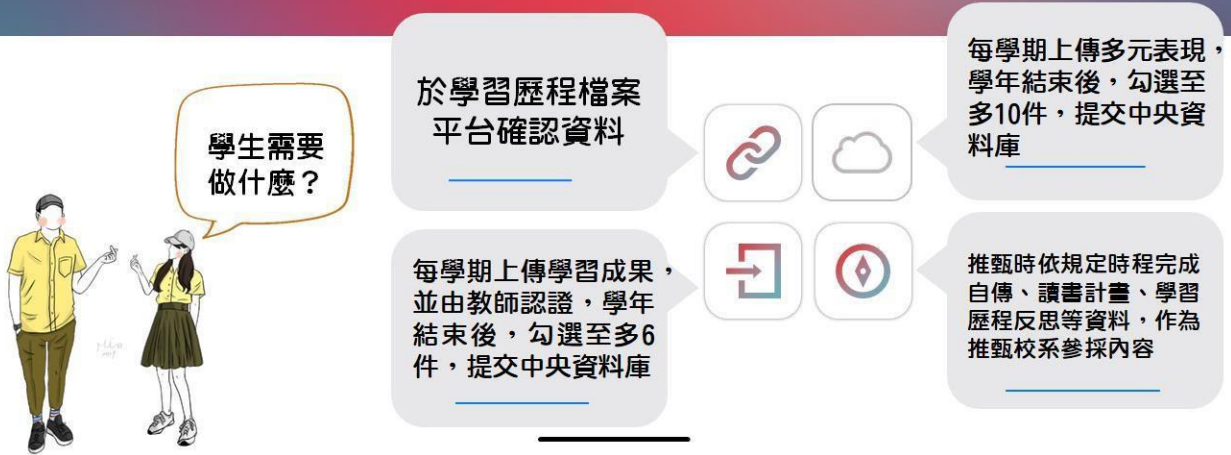 學生需要
做什麼？
於學習歷程檔案
平台確認資料
每學期上傳多元表現，
學年結束後，勾選至
多10件，提交中央資
料庫
每學期上傳學習成果，
並由教師認證，學年
結束後，勾選至多6
件，提交中央資料庫
推甄時依規定時程完成
自傳、讀書計畫、學習
歷程反思等資料，作為
推甄校系參採內容